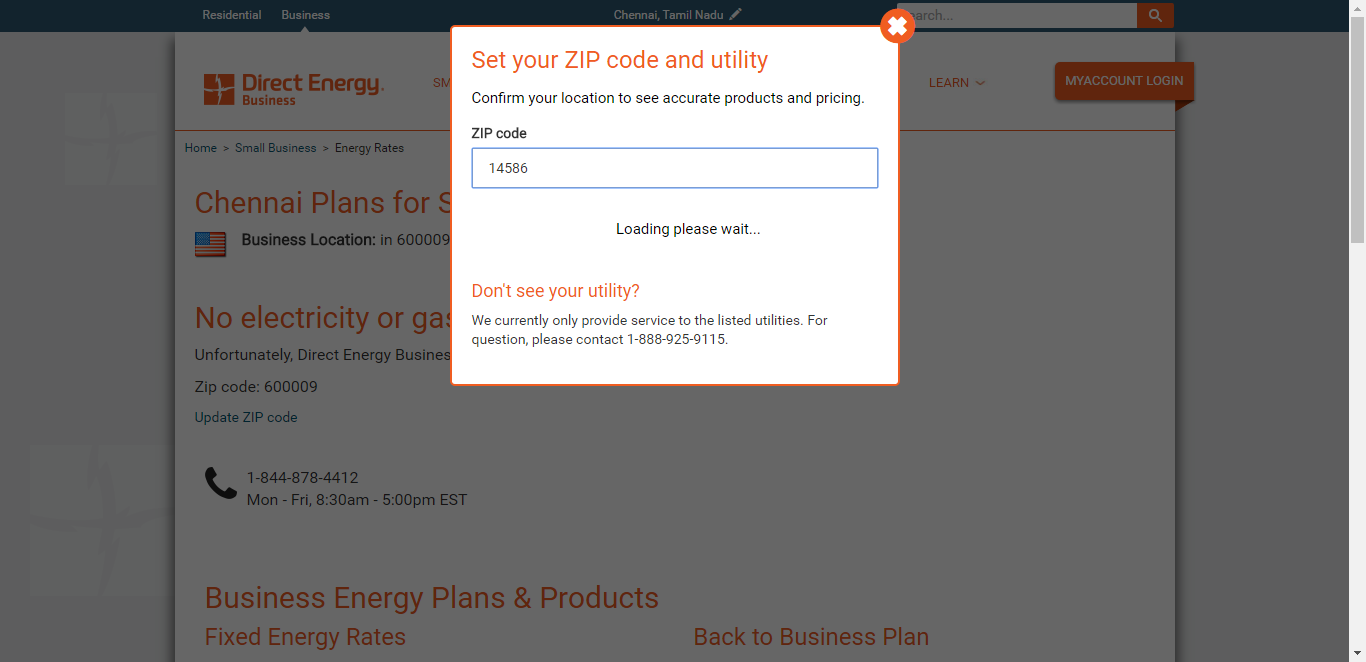 Residential Business Chennai, Tamil Nadu arch...
Set your ZIP code and utility
Direct Energy.
Business
SM
LEARN
MYACCOUNT LOGIN
Confirm your location to see accurate products and pricing.
ZIP code
14586
Home > Small Business > Energy Rates
Chennai Plans for S
Business Location: in 600009
Loading please wait...
Don't see your utility?
We currently only provide service to the listed utilities. For
question, please contact 1-888-925-9115.
No electricity or gas
Unfortunately, Direct Energy Busines
Zip code: 600009
Update ZIP code
1-844-878-4412
Mon - Fri, 8:30am - 5:00pm EST
Business Energy Plans & Products
Fixed Energy Rates
Back to Business Plan